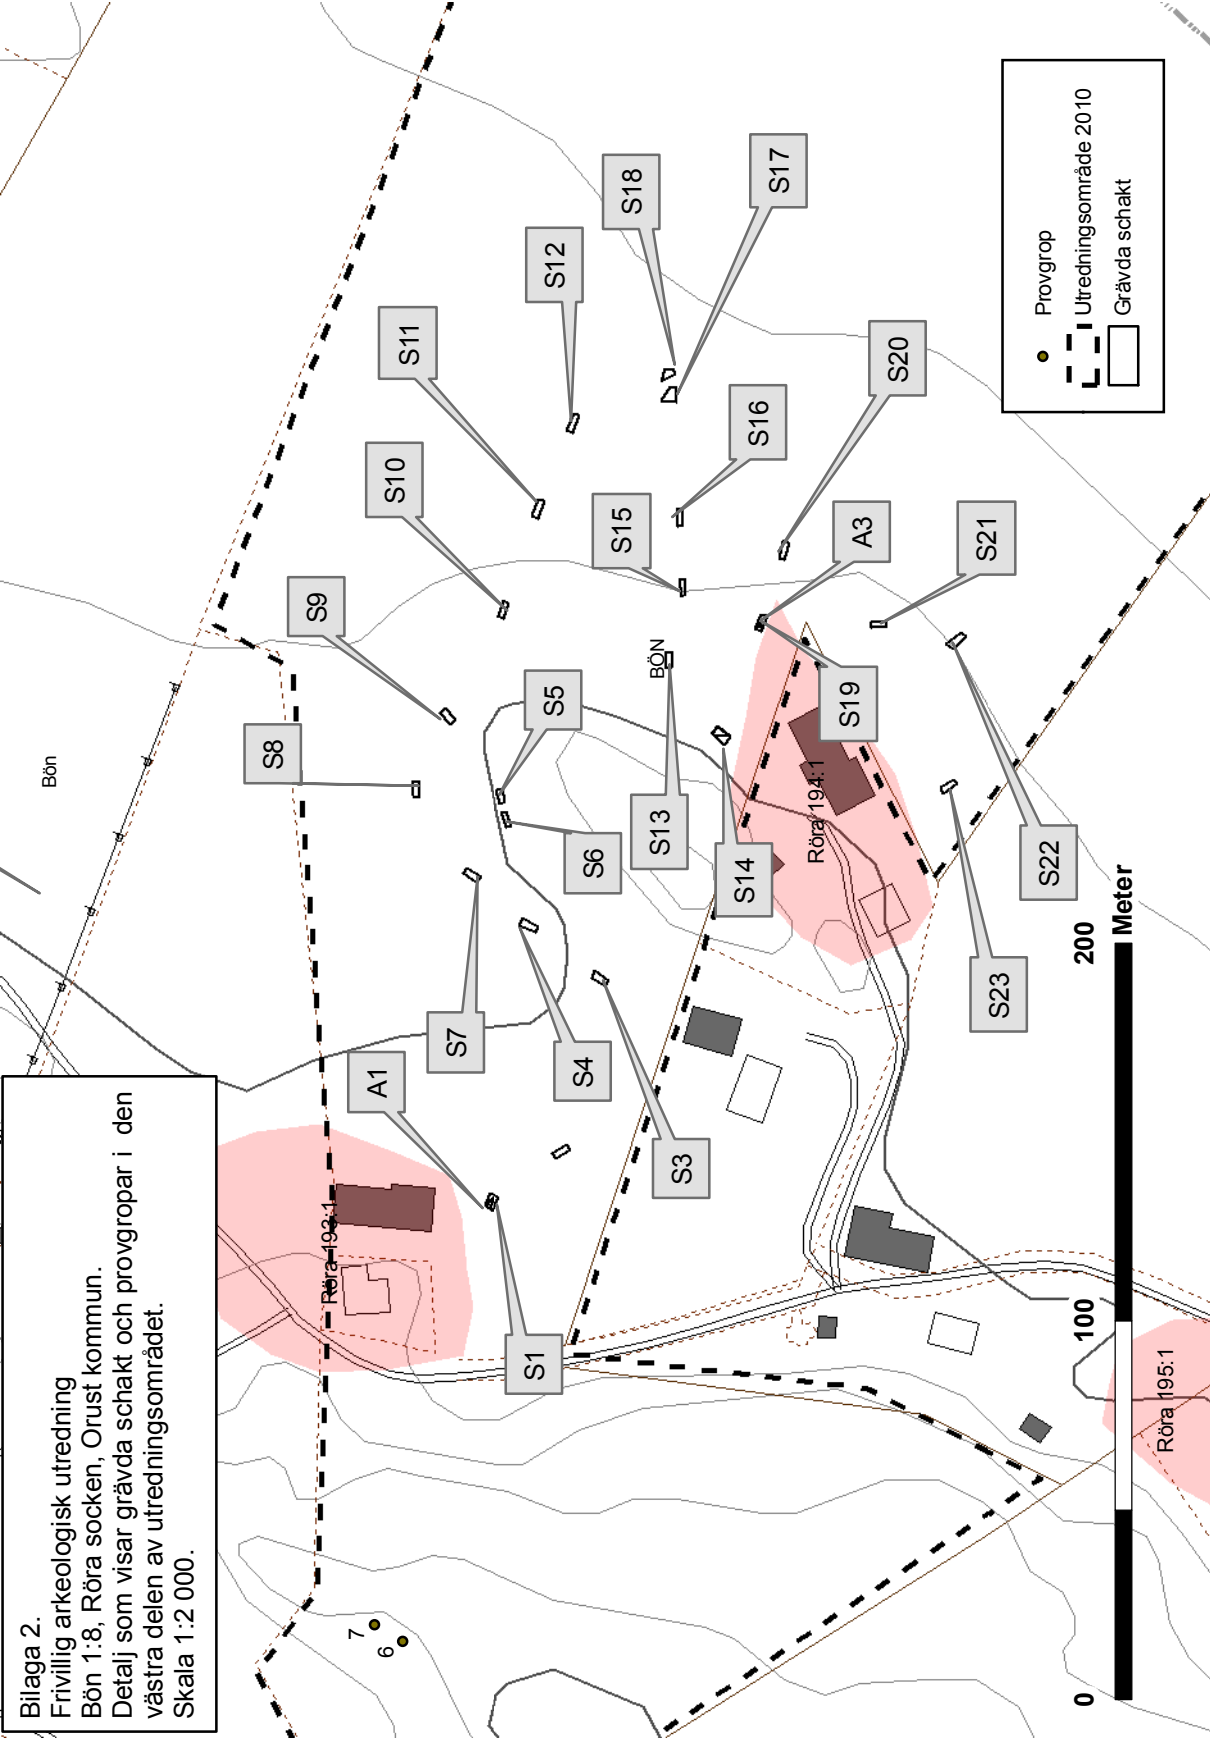 Bilaga 2.
Frivillig arkeologisk utredning
Bön 1:8, Röra socken, Orust kommun.
Detalj som visar grävda schakt och provgropar i den
västra delen av utredningsområdet.
Skala 1:2 000.
Bön
S8
S9
S10
S11
S12
S18
S17
S16
S15
S20
A3
S21
S19
BÖN
S5
S6
S13
S14
S7
S4
S3
A1
S1
S22
S23
Röra 193:1
Röra 194:1
Röra 195:1
7
6
0
100
200
Meter
Provgrop
Utredningsområde 2010
Grävda schakt